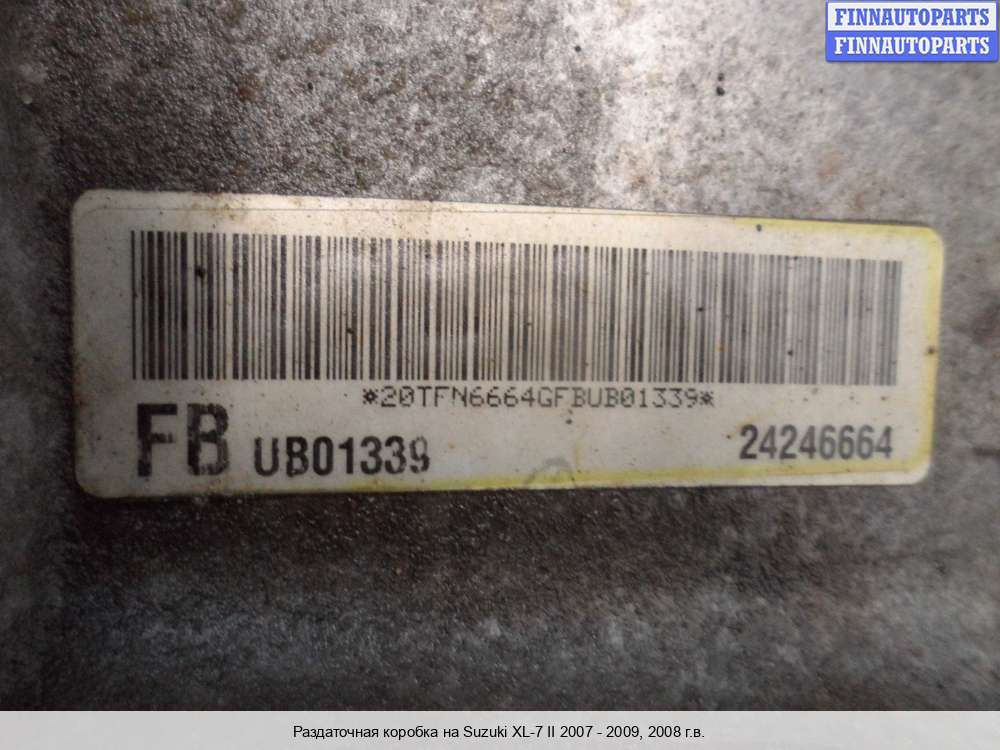 FINNAUTOPARTS
FINNAUTOPARTS
*20TFN6664GFBUB01339*
FB UB01339
24246664
Раздаточная коробка на Suzuki XL-7 II 2007 - 2009, 2008 г.в.